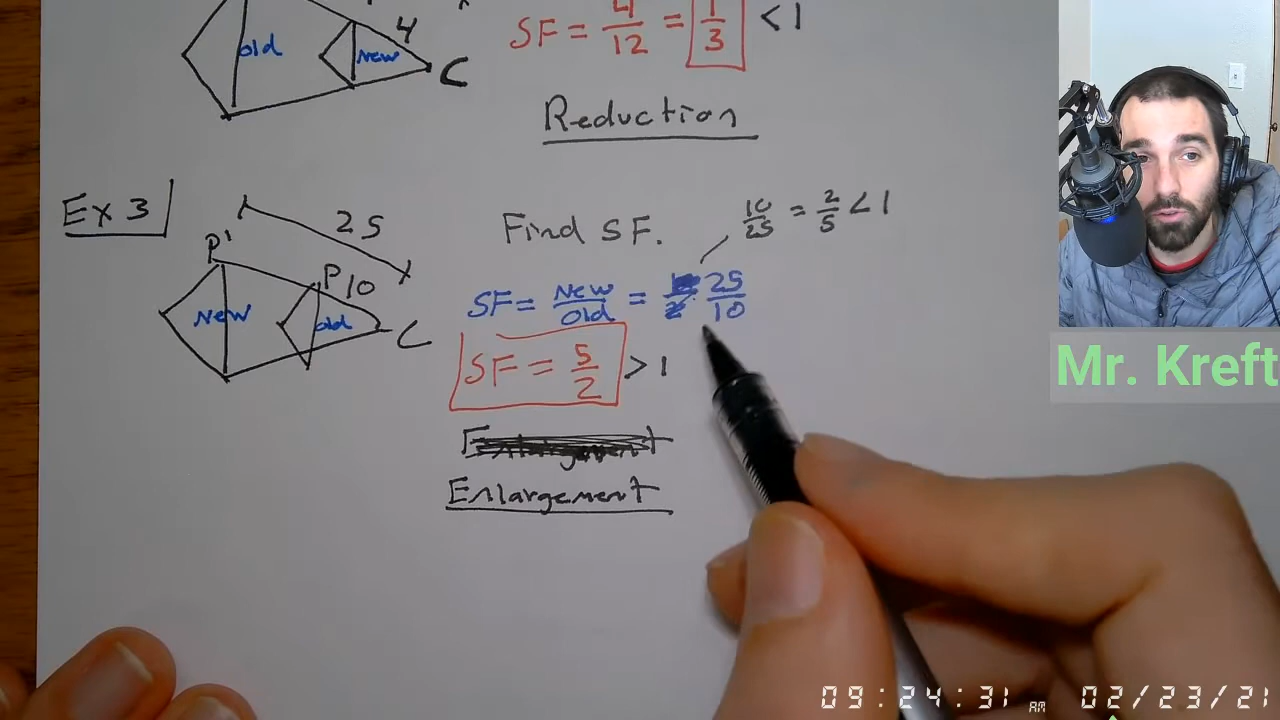 4
old
New
C
SF = 4/12 = 1/3 < 1
Reduction
Ex 3
25
P'
P 10
New
old
C
Find SF.
10/25 = 2/5 < 1
SF = New/Old = 25/10
SF = 5/2 > 1
Enlargement
Enlargement
Mr. Kreft
09:24:31 AM 02/23/21